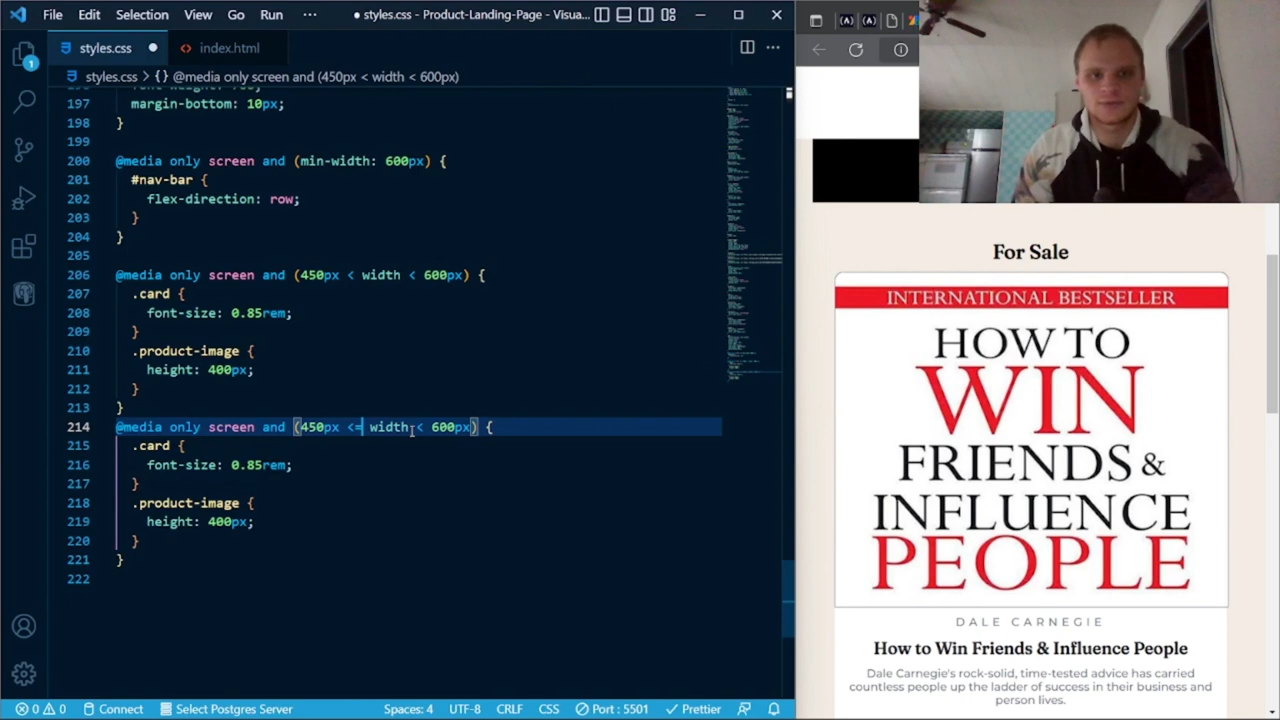 File Edit Selection View Go Run ··· ● styles.css - Product-Landing-Page - Visua...
styles.css ● index.html
styles.css > {} @media only screen and (450px < width < 600px)
197 margin-bottom: 10px;
198 }
199
200 @media only screen and (min-width: 600px) {
201 #nav-bar {
202 flex-direction: row;
203 }
204 }
205
206 @media only screen and (450px < width < 600px) {
207 .card {
208 font-size: 0.85rem;
209 }
210 .product-image {
211 height: 400px;
212 }
213 }
214 @media only screen and (450px <= width < 600px) {
215 .card {
216 font-size: 0.85rem;
217 }
218 .product-image {
219 height: 400px;
220 }
221 }
222
1
0 0 Connect Select Postgres Server Spaces: 4 UTF-8 CRLF CSS Port : 5501 Prettier
For Sale
INTERNATIONAL BESTSELLER
HOW TO
WIN
FRIENDS &
INFLUENCE
PEOPLE
DALE CARNEGIE
How to Win Friends & Influence People
Dale Carnegie's rock-solid, time-tested advice has carried
countless people up the ladder of success in their business and
person lives.